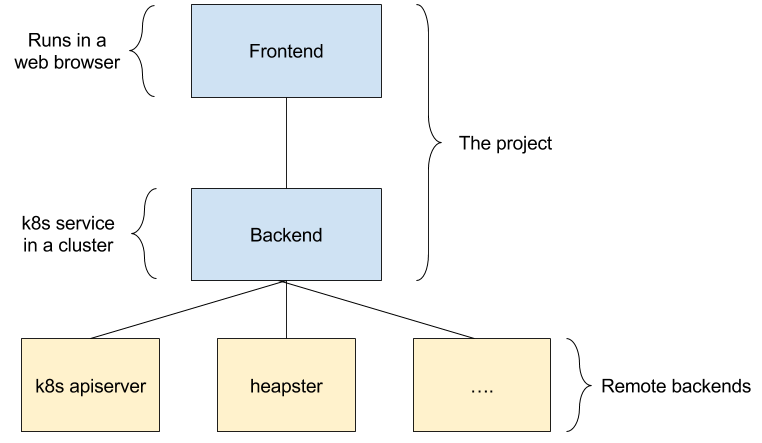 Runs in a
web browser
Frontend
The project
k8s service
in a cluster
Backend
k8s apiserver
heapster
....
Remote backends